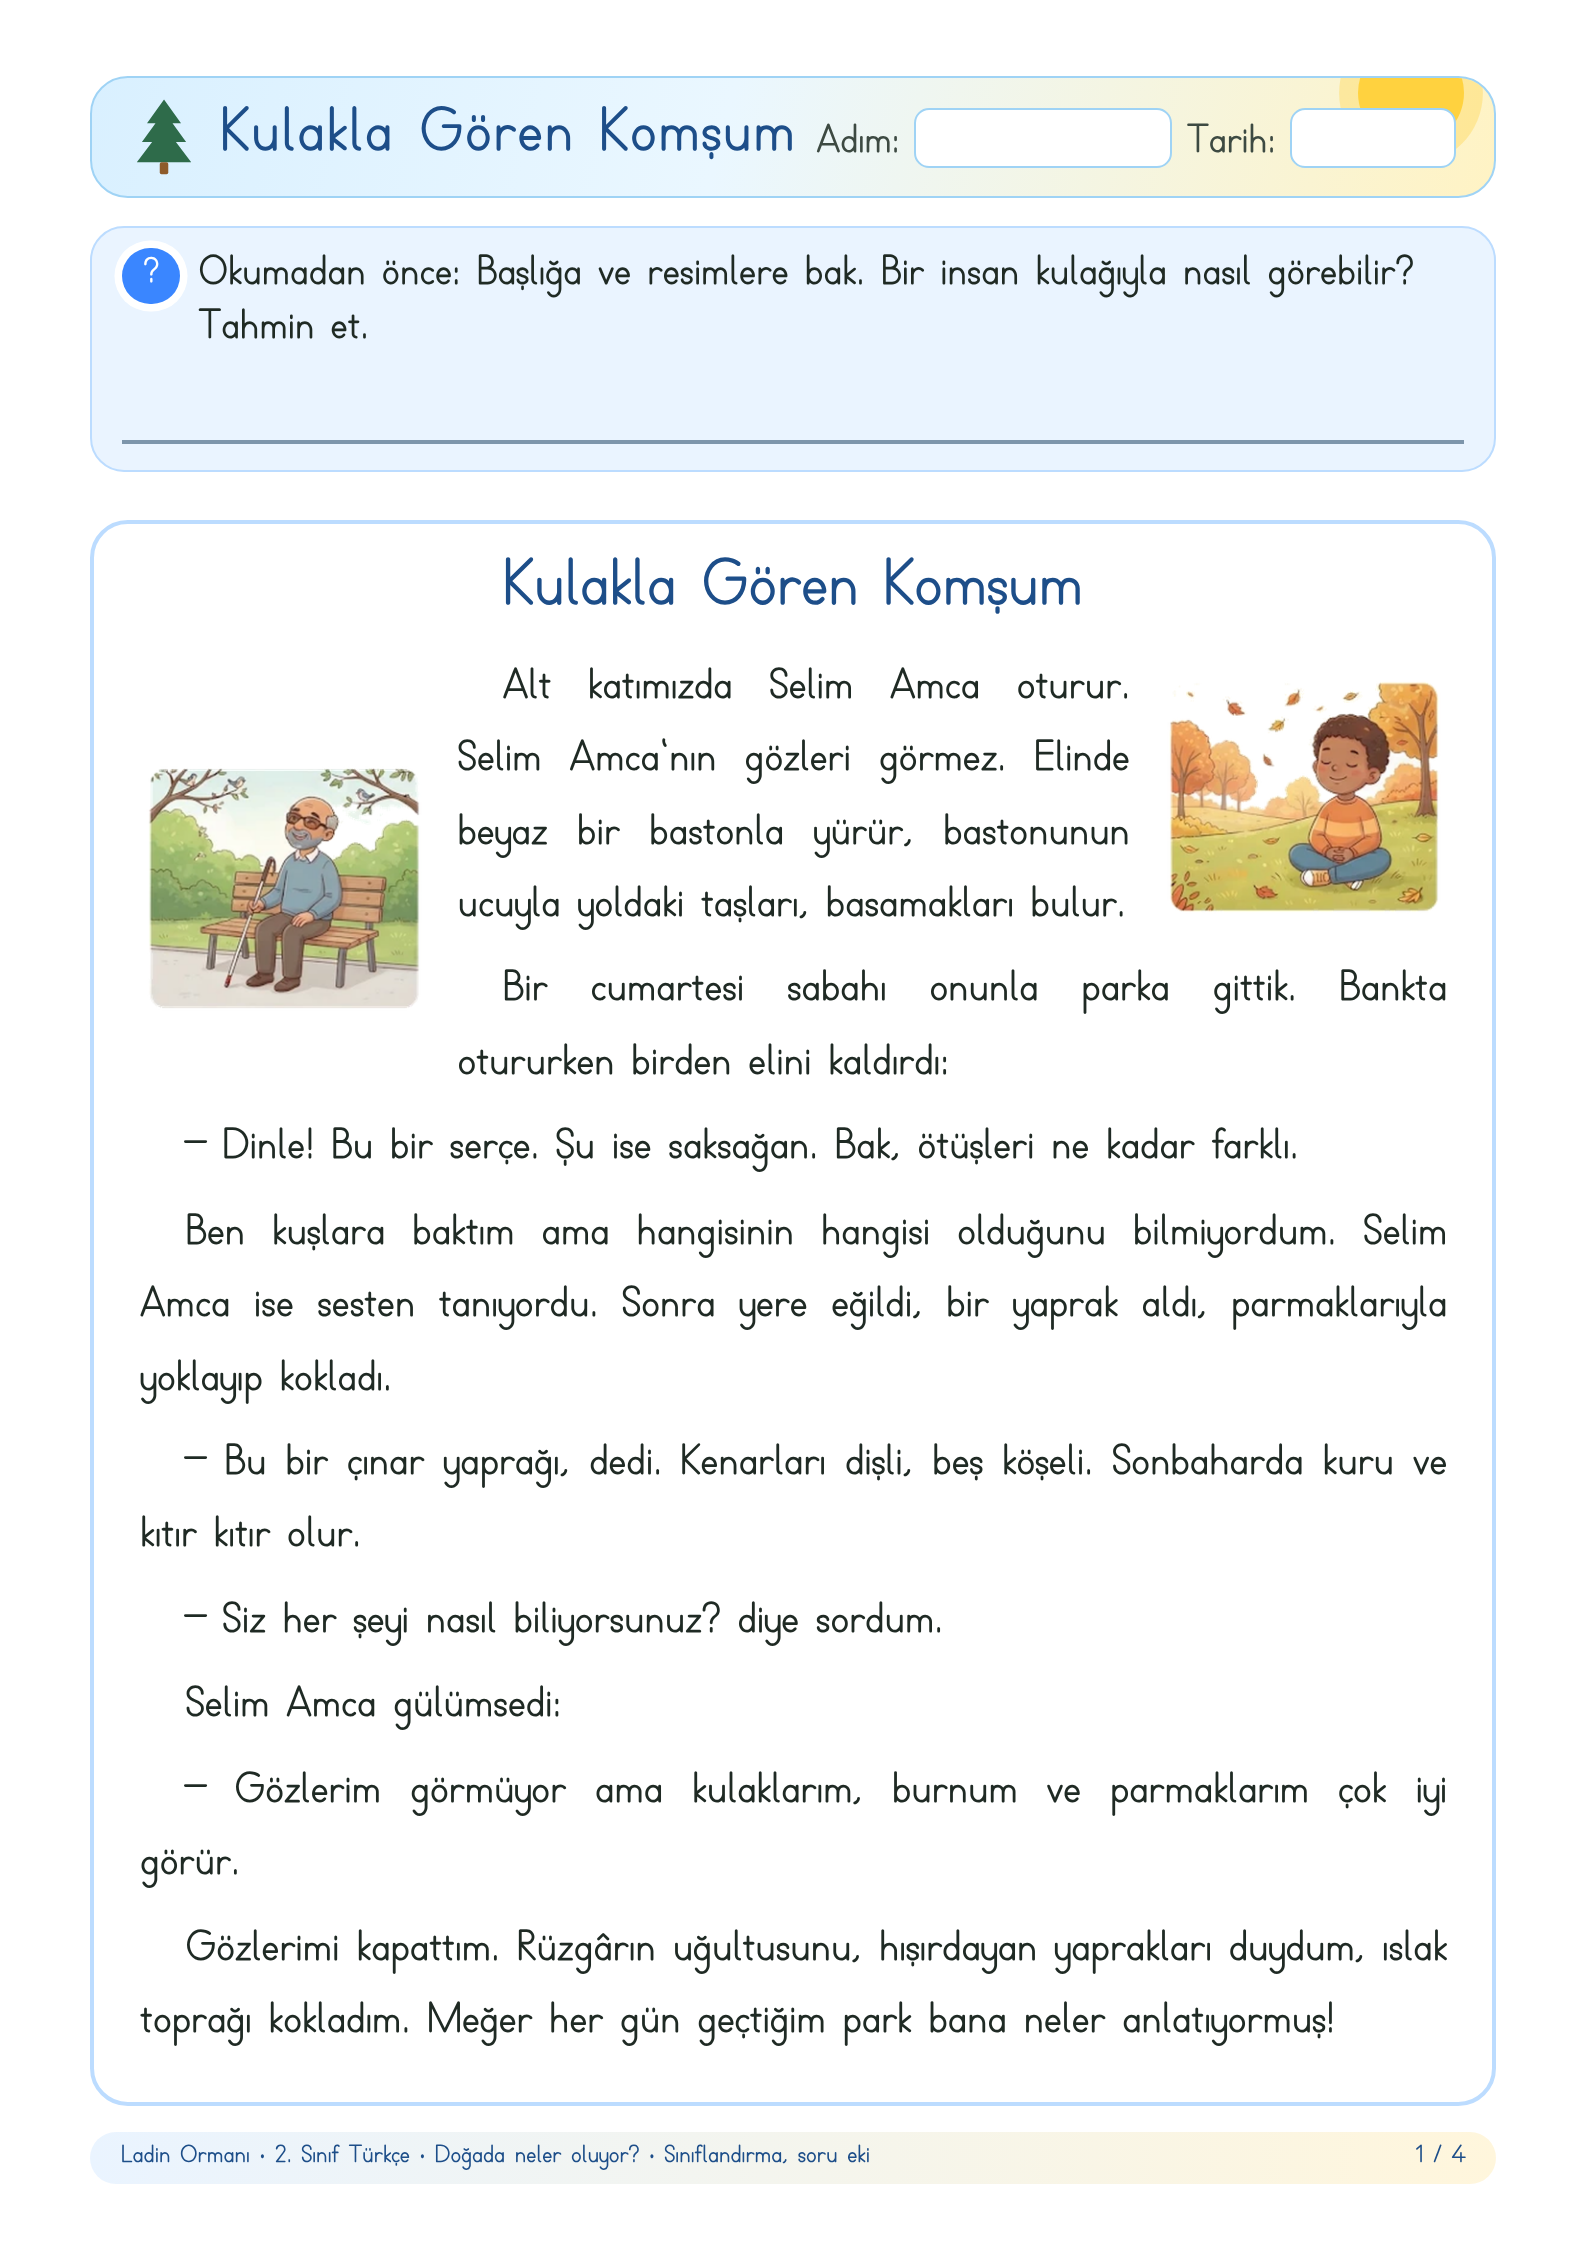 Kulakla Gören Komşum Adım: Tarih:
? Okumadan önce: Başlığa ve resimlere bak. Bir insan kulağıyla nasıl görebilir?
Tahmin et.
Kulakla Gören Komşum
Alt katımızda Selim Amca oturur.
Selim Amca‛nın gözleri görmez. Elinde
beyaz bir bastonla yürür, bastonunun
ucuyla yoldaki taşları, basamakları bulur.
Bir cumartesi sabahı onunla parka gittik. Bankta
otururken birden elini kaldırdı:
– Dinle! Bu bir serçe. Şu ise saksağan. Bak, ötüşleri ne kadar farklı.
Ben kuşlara baktım ama hangisinin hangisi olduğunu bilmiyordum. Selim
Amca ise sesten tanıyordu. Sonra yere eğildi, bir yaprak aldı, parmaklarıyla
yoklayıp kokladı.
– Bu bir çınar yaprağı, dedi. Kenarları dişli, beş köşeli. Sonbaharda kuru ve
kıtır kıtır olur.
– Siz her şeyi nasıl biliyorsunuz? diye sordum.
Selim Amca gülümsedi:
– Gözlerim görmüyor ama kulaklarım, burnum ve parmaklarım çok iyi
görür.
Gözlerimi kapattım. Rüzgârın uğultusunu, hışırdayan yaprakları duydum, ıslak
toprağı kokladım. Meğer her gün geçtiğim park bana neler anlatıyormuş!
Ladin Ormanı • 2. Sınıf Türkçe • Doğada neler oluyor? • Sınıflandırma, soru eki 1 / 4